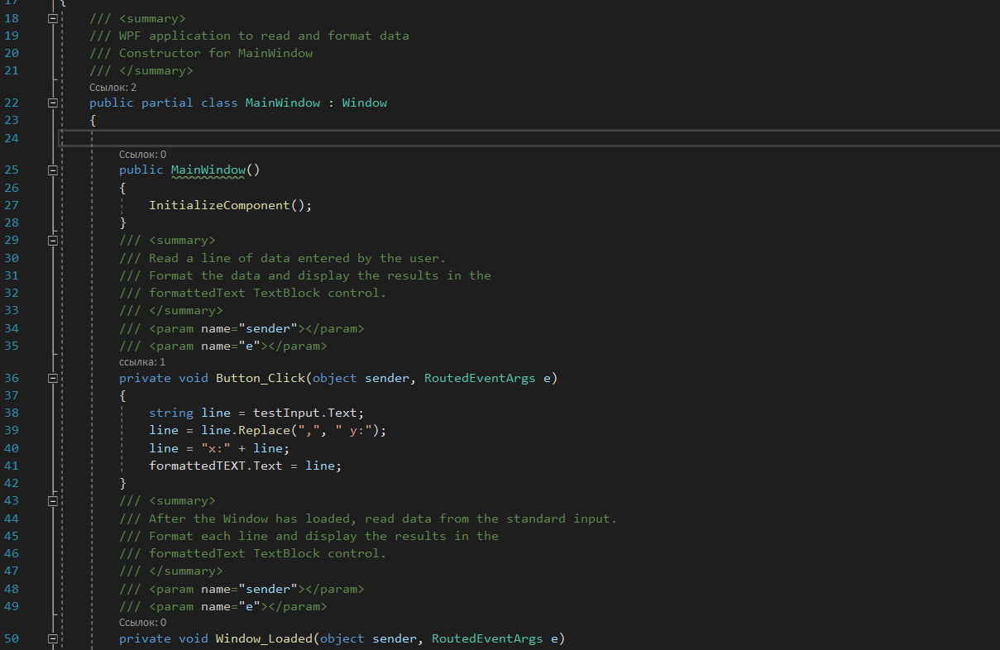 17 {
18 /// <summary>
19 /// WPF application to read and format data
20 /// Constructor for MainWindow
21 /// </summary>
Ссылок: 2
22 public partial class MainWindow : Window
23 {
24
Ссылок: 0
25 public MainWindow()
26 {
27 InitializeComponent();
28 }
29 /// <summary>
30 /// Read a line of data entered by the user.
31 /// Format the data and display the results in the
32 /// formattedText TextBlock control.
33 /// </summary>
34 /// <param name="sender"></param>
35 /// <param name="e"></param>
ссылка: 1
36 private void Button_Click(object sender, RoutedEventArgs e)
37 {
38 string line = testInput.Text;
39 line = line.Replace(",", " y:");
40 line = "x:" + line;
41 formattedTEXT.Text = line;
42 }
43 /// <summary>
44 /// After the Window has loaded, read data from the standard input.
45 /// Format each line and display the results in the
46 /// formattedText TextBlock control.
47 /// </summary>
48 /// <param name="sender"></param>
49 /// <param name="e"></param>
Ссылок: 0
50 private void Window_Loaded(object sender, RoutedEventArgs e)